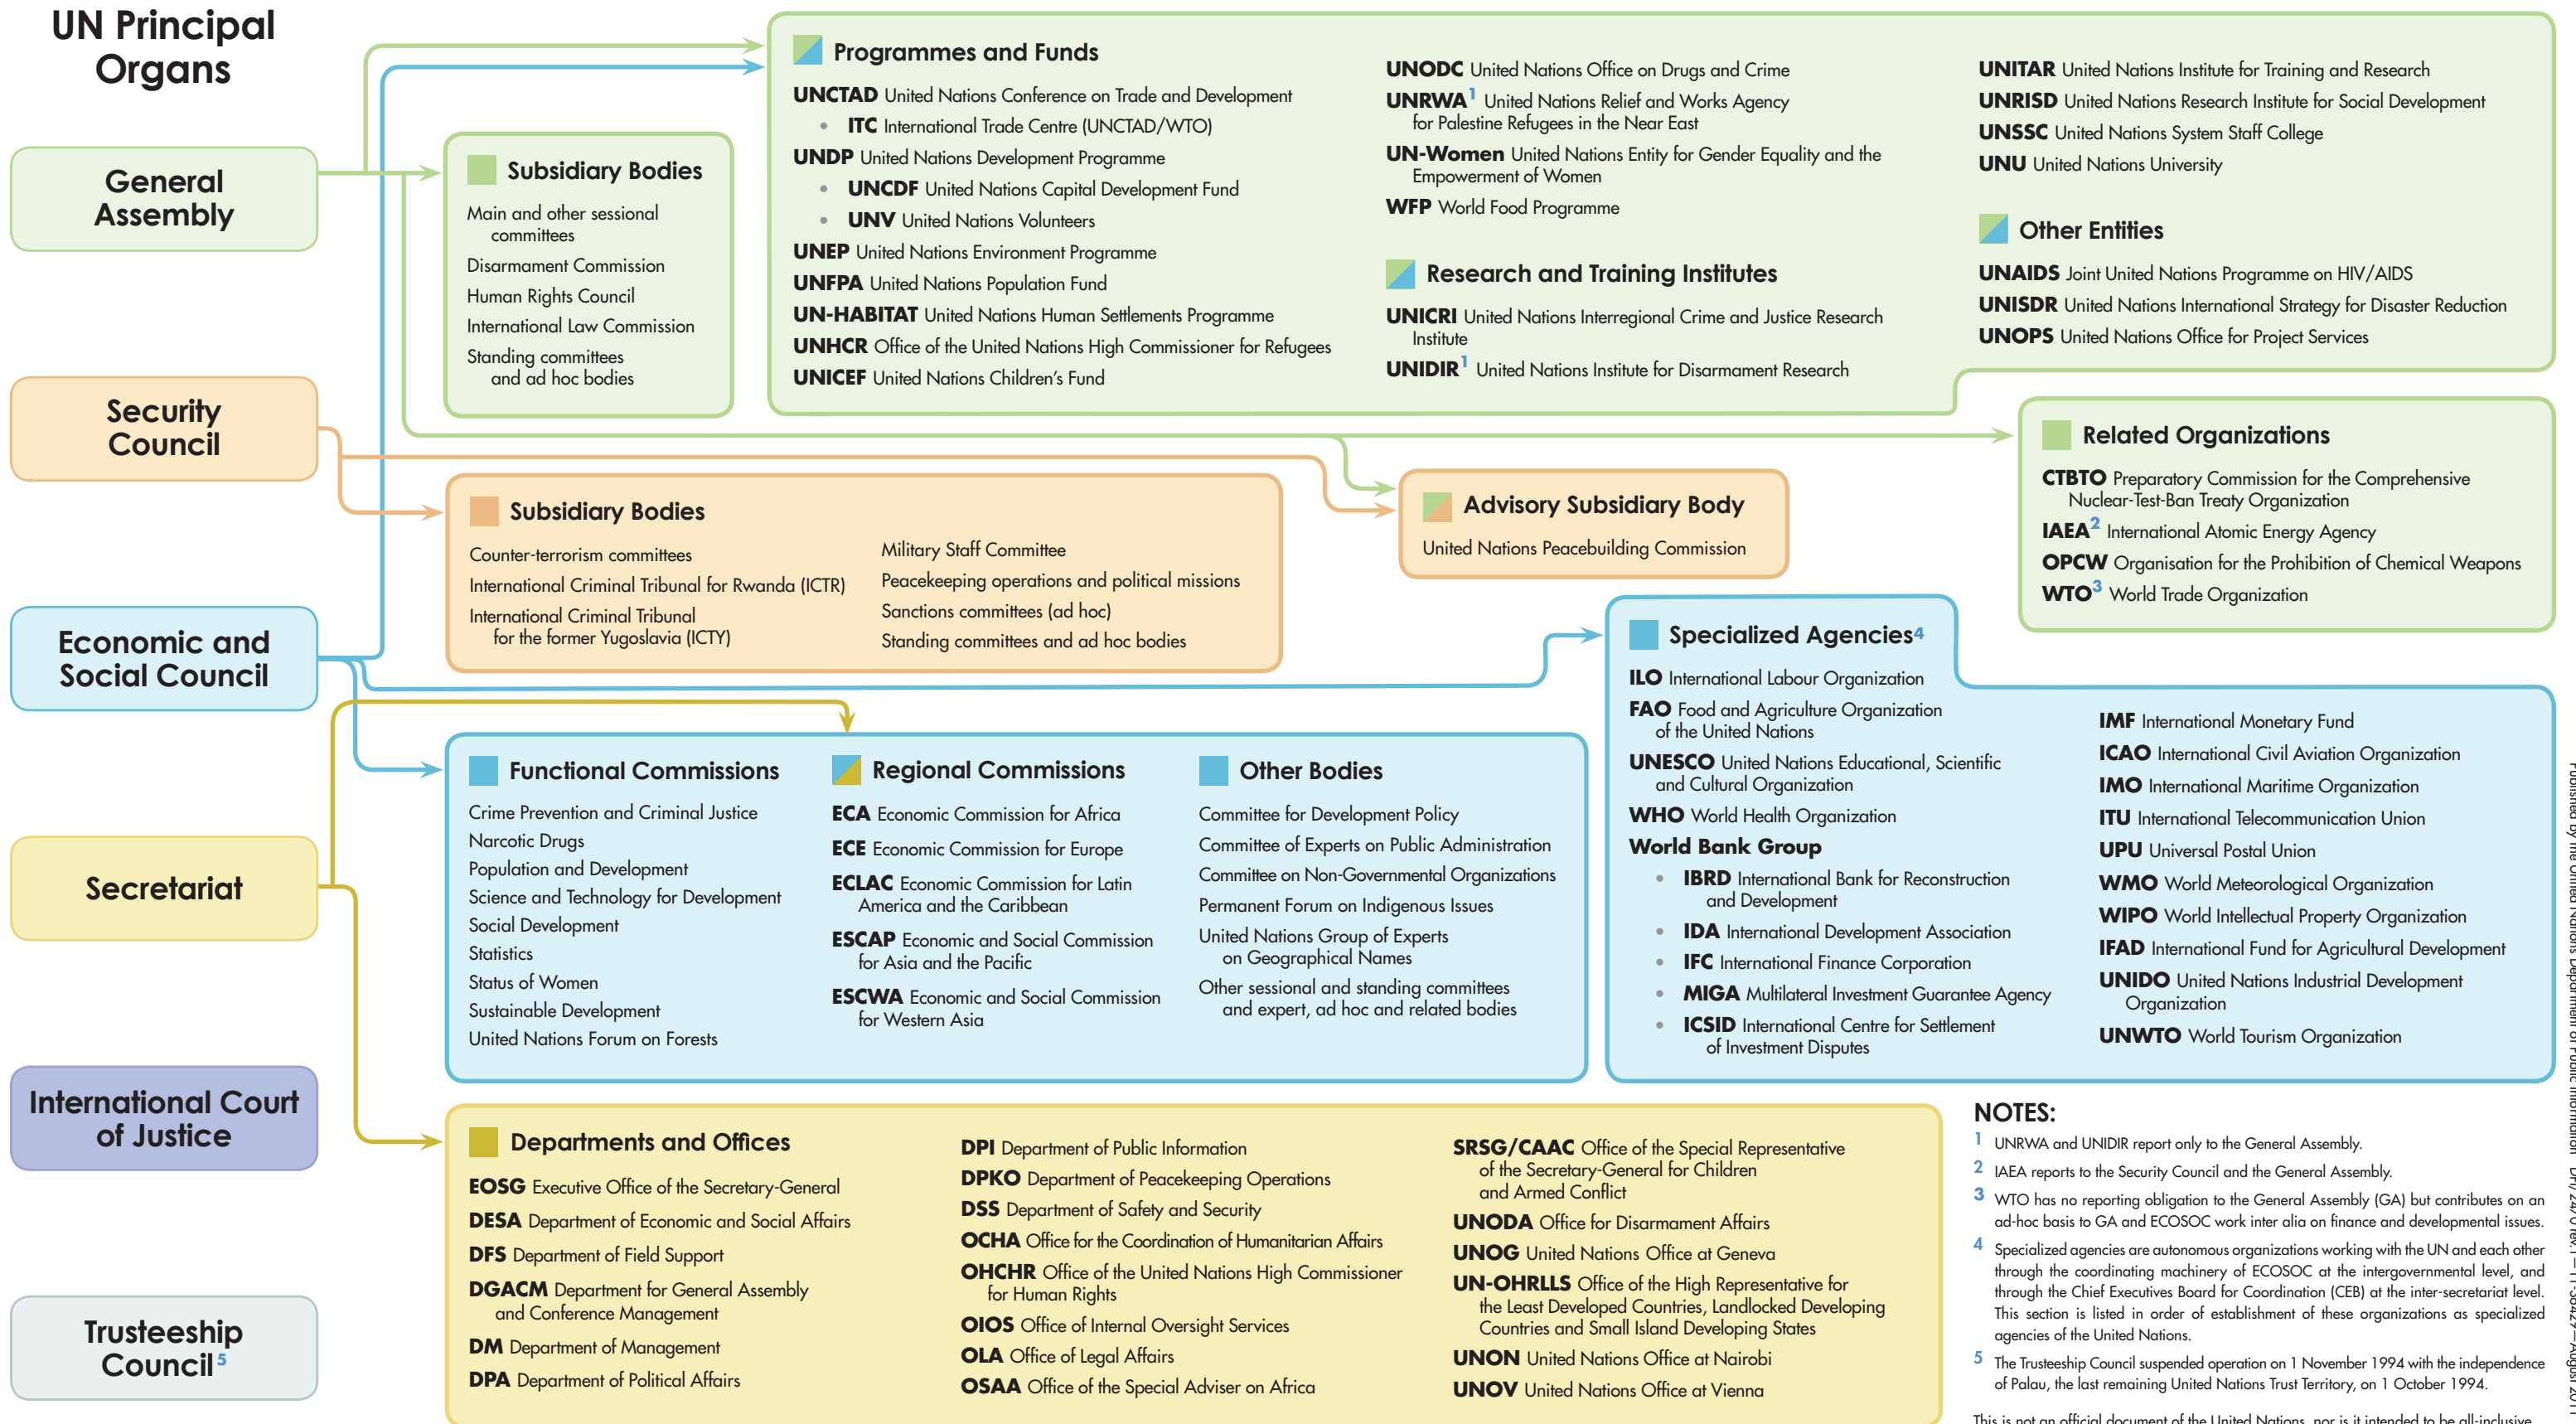 UN Principal
Organs
General
Assembly
Security
Council
Economic and
Social Council
Secretariat
International Court
of Justice
Trusteeship
Council5
Subsidiary Bodies
Main and other sessional
committees
Disarmament Commission
Human Rights Council
International Law Commission
Standing committees
and ad hoc bodies
Programmes and Funds
UNCTAD United Nations Conference on Trade and Development
• ITC International Trade Centre (UNCTAD/WTO)
UNDP United Nations Development Programme
• UNCDF United Nations Capital Development Fund
• UNV United Nations Volunteers
UNEP United Nations Environment Programme
UNFPA United Nations Population Fund
UN-HABITAT United Nations Human Settlements Programme
UNHCR Office of the United Nations High Commissioner for Refugees
UNICEF United Nations Children's Fund
UNODC United Nations Office on Drugs and Crime
UNRWA1 United Nations Relief and Works Agency
for Palestine Refugees in the Near East
UN-Women United Nations Entity for Gender Equality and the
Empowerment of Women
WFP World Food Programme
Research and Training Institutes
UNICRI United Nations Interregional Crime and Justice Research
Institute
UNIDIR1 United Nations Institute for Disarmament Research
UNITAR United Nations Institute for Training and Research
UNRISD United Nations Research Institute for Social Development
UNSSC United Nations System Staff College
UNU United Nations University
Other Entities
UNAIDS Joint United Nations Programme on HIV/AIDS
UNISDR United Nations International Strategy for Disaster Reduction
UNOPS United Nations Office for Project Services
Related Organizations
CTBTO Preparatory Commission for the Comprehensive
Nuclear-Test-Ban Treaty Organization
IAEA2 International Atomic Energy Agency
OPCW Organisation for the Prohibition of Chemical Weapons
WTO3 World Trade Organization
Subsidiary Bodies
Counter-terrorism committees
International Criminal Tribunal for Rwanda (ICTR)
International Criminal Tribunal
for the former Yugoslavia (ICTY)
Military Staff Committee
Peacekeeping operations and political missions
Sanctions committees (ad hoc)
Standing committees and ad hoc bodies
Advisory Subsidiary Body
United Nations Peacebuilding Commission
Functional Commissions
Crime Prevention and Criminal Justice
Narcotic Drugs
Population and Development
Science and Technology for Development
Social Development
Statistics
Status of Women
Sustainable Development
United Nations Forum on Forests
Regional Commissions
ECA Economic Commission for Africa
ECE Economic Commission for Europe
ECLAC Economic Commission for Latin
America and the Caribbean
ESCAP Economic and Social Commission
for Asia and the Pacific
ESCWA Economic and Social Commission
for Western Asia
Other Bodies
Committee for Development Policy
Committee of Experts on Public Administration
Committee on Non-Governmental Organizations
Permanent Forum on Indigenous Issues
United Nations Group of Experts
on Geographical Names
Other sessional and standing committees
and expert, ad hoc and related bodies
Specialized Agencies4
ILO International Labour Organization
FAO Food and Agriculture Organization
of the United Nations
UNESCO United Nations Educational, Scientific
and Cultural Organization
WHO World Health Organization
World Bank Group
• IBRD International Bank for Reconstruction
and Development
• IDA International Development Association
• IFC International Finance Corporation
• MIGA Multilateral Investment Guarantee Agency
• ICSID International Centre for Settlement
of Investment Disputes
IMF International Monetary Fund
ICAO International Civil Aviation Organization
IMO International Maritime Organization
ITU International Telecommunication Union
UPU Universal Postal Union
WMO World Meteorological Organization
WIPO World Intellectual Property Organization
IFAD International Fund for Agricultural Development
UNIDO United Nations Industrial Development
Organization
UNWTO World Tourism Organization
Departments and Offices
EOSG Executive Office of the Secretary-General
DESA Department of Economic and Social Affairs
DFS Department of Field Support
DGACM Department for General Assembly
and Conference Management
DM Department of Management
DPA Department of Political Affairs
DPI Department of Public Information
DPKO Department of Peacekeeping Operations
DSS Department of Safety and Security
OCHA Office for the Coordination of Humanitarian Affairs
OHCHR Office of the United Nations High Commissioner
for Human Rights
OIOS Office of Internal Oversight Services
OLA Office of Legal Affairs
OSAA Office of the Special Adviser on Africa
SRSG/CAAC Office of the Special Representative
of the Secretary-General for Children
and Armed Conflict
UNODA Office for Disarmament Affairs
UNOG United Nations Office at Geneva
UN-OHRLLS Office of the High Representative for
the Least Developed Countries, Landlocked Developing
Countries and Small Island Developing States
UNON United Nations Office at Nairobi
UNOV United Nations Office at Vienna
NOTES:
1 UNRWA and UNIDIR report only to the General Assembly.
2 IAEA reports to the Security Council and the General Assembly.
3 WTO has no reporting obligation to the General Assembly (GA) but contributes on an
ad-hoc basis to GA and ECOSOC work inter alia on finance and developmental issues.
4 Specialized agencies are autonomous organizations working with the UN and each other
through the coordinating machinery of ECOSOC at the intergovernmental level, and
through the Chief Executives Board for Coordination (CEB) at the inter-secretariat level.
This section is listed in order of establishment of these organizations as specialized
agencies of the United Nations.
5 The Trusteeship Council suspended operation on 1 November 1994 with the independence
of Palau, the last remaining United Nations Trust Territory, on 1 October 1994.
This is not an official document of the United Nations, nor is it intended to be all-inclusive.
Published by the United Nations Department of Public Information